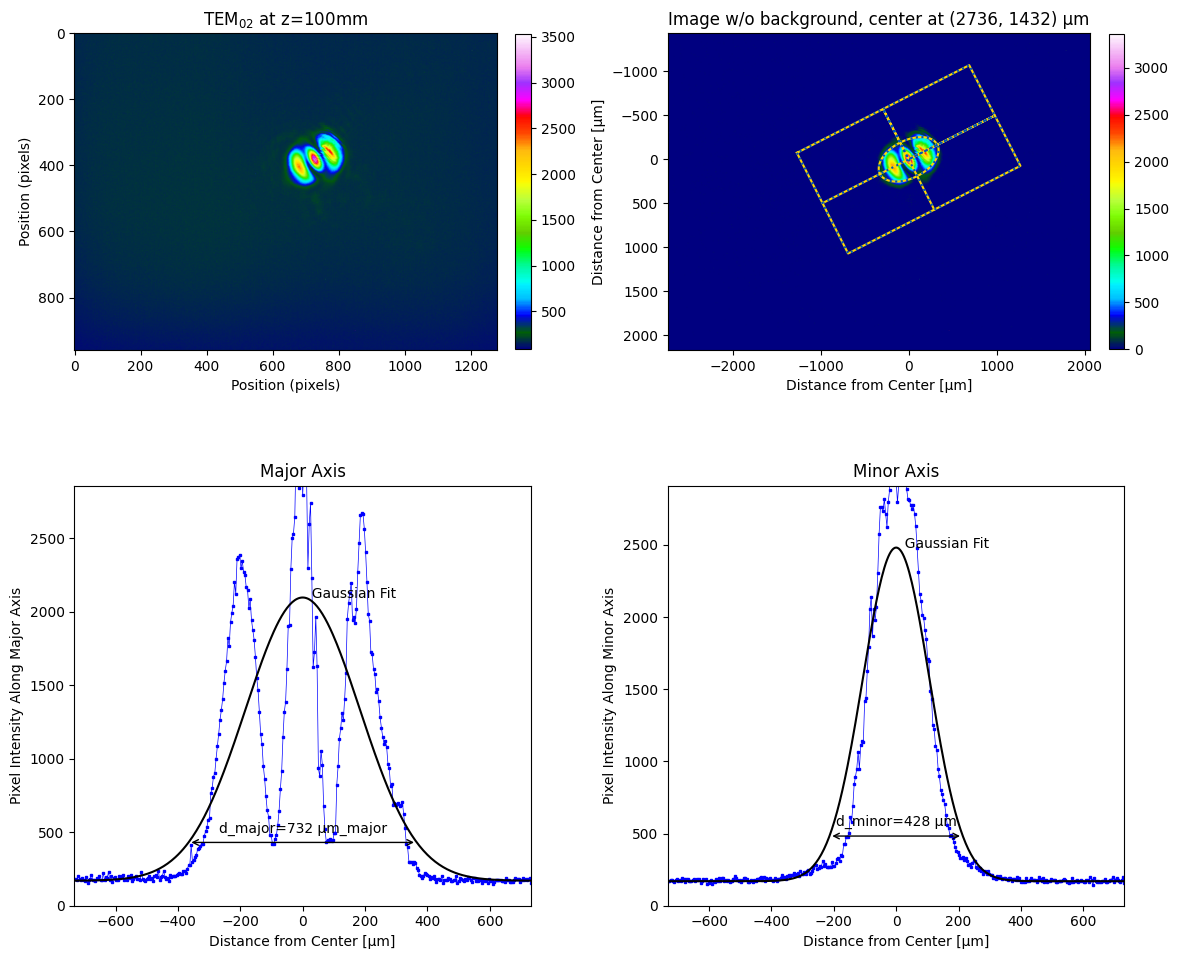 TEM₀₂ at z=100mm
0
200
400
600
800
Position (pixels)
0 200 400 600 800 1000 1200
Position (pixels)
3500
3000
2500
2000
1500
1000
500
Image w/o background, center at (2736, 1432) µm
−1000
−500
0
500
1000
1500
2000
Distance from Center [µm]
−2000 −1000 0 1000 2000
Distance from Center [µm]
3000
2500
2000
1500
1000
500
0
Major Axis
2500
2000
1500
1000
500
0
Pixel Intensity Along Major Axis
Gaussian Fit
d_major=732 µm_major
−600 −400 −200 0 200 400 600
Distance from Center [µm]
Minor Axis
2500
2000
1500
1000
500
0
Pixel Intensity Along Minor Axis
Gaussian Fit
d_minor=428 µm
−600 −400 −200 0 200 400 600
Distance from Center [µm]